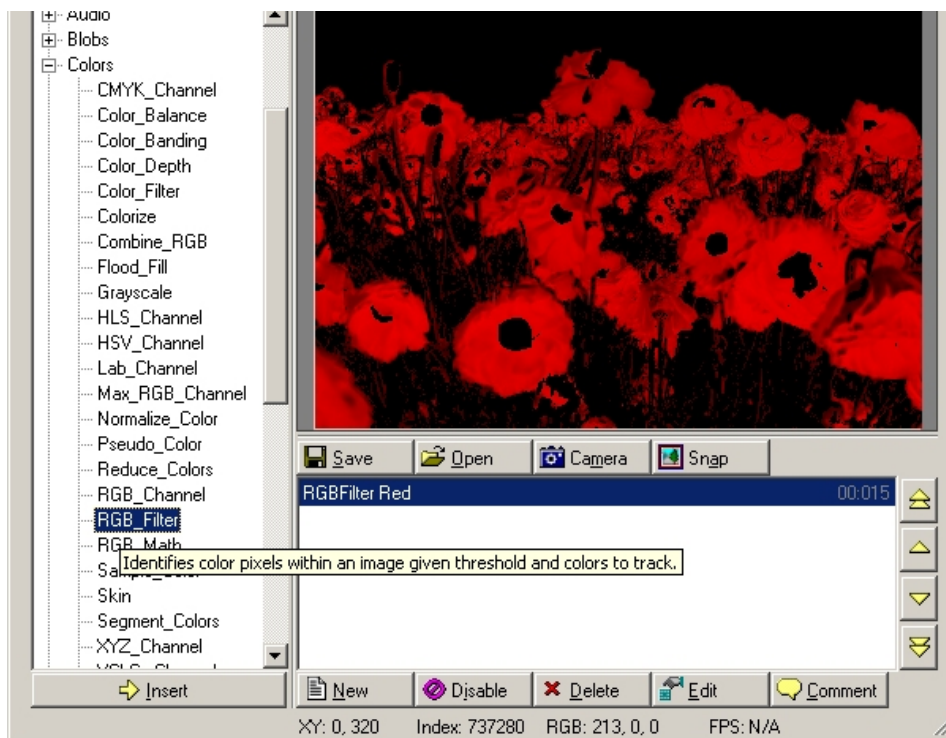 Audio
Blobs
Colors
CMYK_Channel
Color_Balance
Color_Banding
Color_Depth
Color_Filter
Colorize
Combine_RGB
Flood_Fill
Grayscale
HLS_Channel
HSV_Channel
Lab_Channel
Max_RGB_Channel
Normalize_Color
Pseudo_Color
Reduce_Colors
RGB_Channel
RGB_Filter
RGB_Math
Identifies color pixels within an image given threshold and colors to track.
Skin
Segment_Colors
XYZ_Channel
Insert
Save Open Camera Snap
RGBFilter Red 00:015
New Disable Delete Edit Comment
XY: 0, 320 Index: 737280 RGB: 213, 0, 0 FPS: N/A